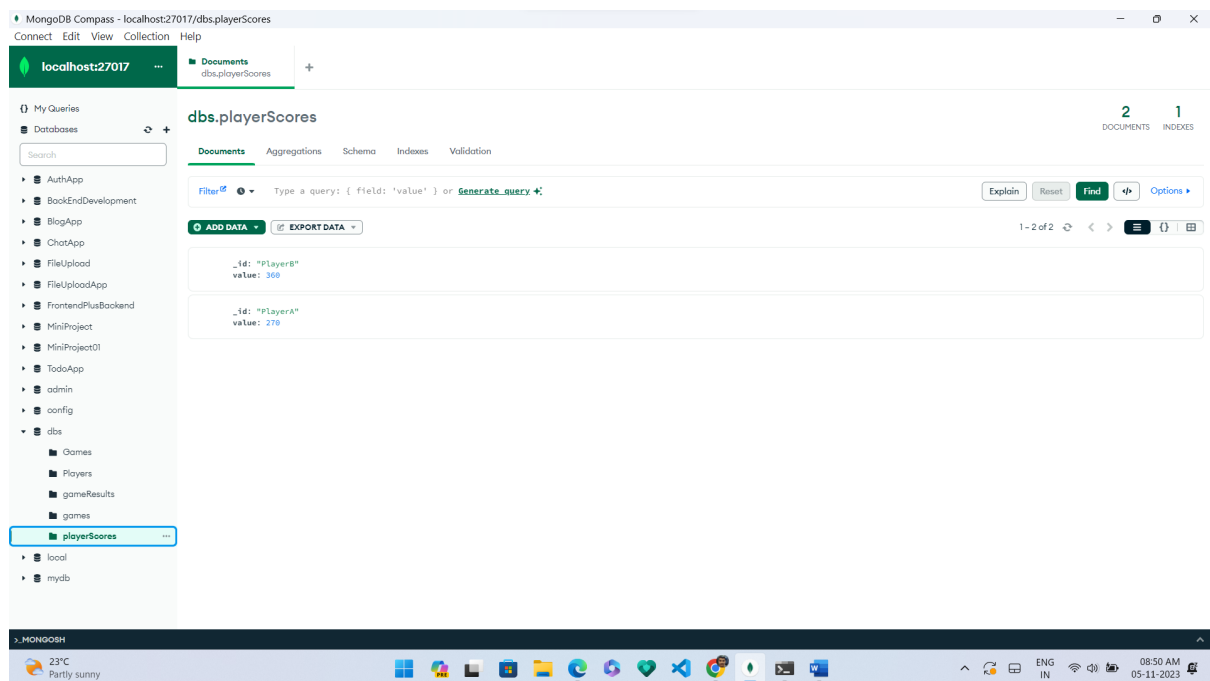 MongoDB Compass - localhost:27017/dbs.playerScores
Connect Edit View Collection Help
localhost:27017 ...
Documents
dbs.playerScores
+
{} My Queries
Databases
Search
AuthApp
BackEndDevelopment
BlogApp
ChatApp
FileUpload
FileUploadApp
FrontendPlusBackend
MiniProject
MiniProject01
TodoApp
admin
config
dbs
Games
Players
gameResults
games
playerScores ...
local
mydb
dbs.playerScores
2 1
DOCUMENTS INDEXES
Documents Aggregations Schema Indexes Validation
Filter Type a query: { field: 'value' } or Generate query Explain Reset Find </> Options
ADD DATA EXPORT DATA 1 – 2 of 2 {}
_id: "PlayerB"
value: 360
_id: "PlayerA"
value: 270
>_MONGOSH
23°C
Partly sunny
PRE
W
ENG
IN
08:50 AM
05-11-2023